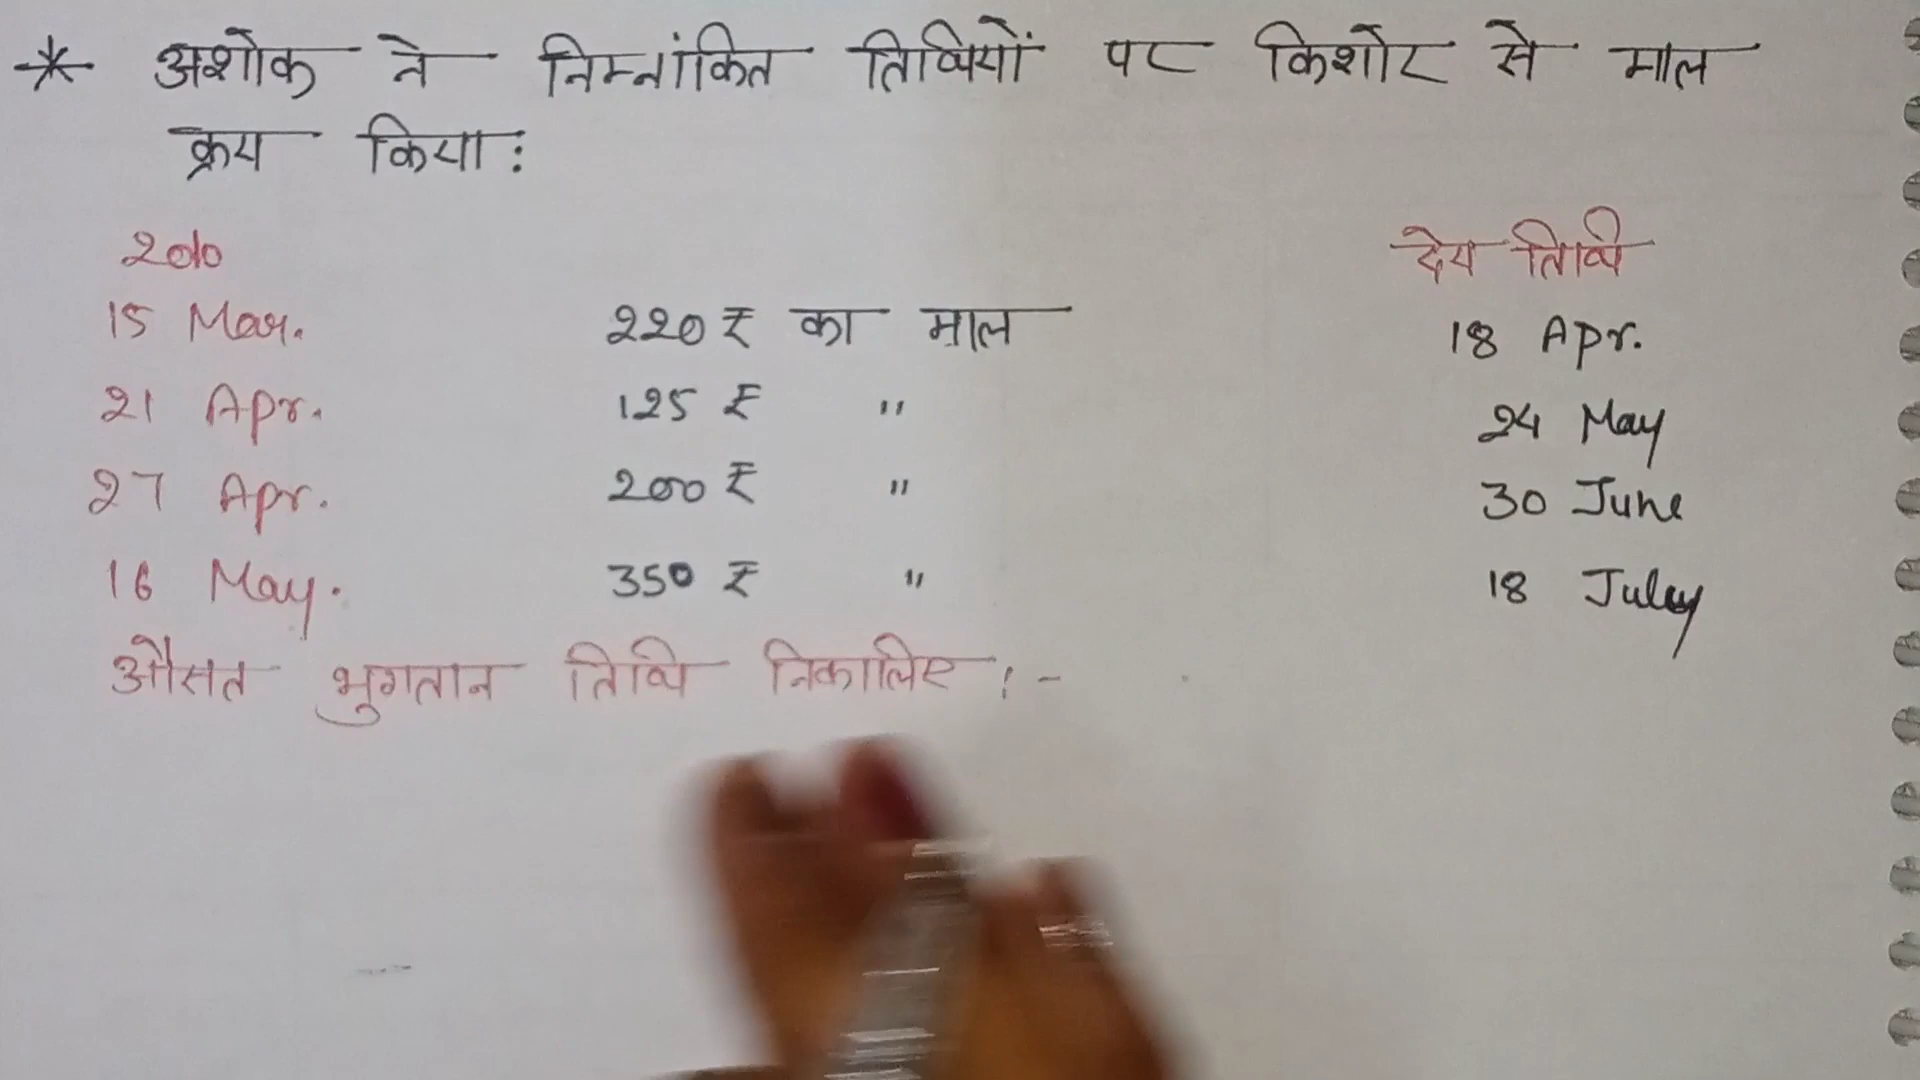 * अशोक ने निम्नांकित तिथियों पर किशोर से माल
क्रय किया:
2010 देय तिथि
15 Mar. 220 ₹ का माल 18 Apr.
21 Apr. 125 ₹ " 24 May
27 Apr. 200 ₹ " 30 June
16 May. 350 ₹ " 18 Juley
औसत भुगतान तिथि निकालिए :-